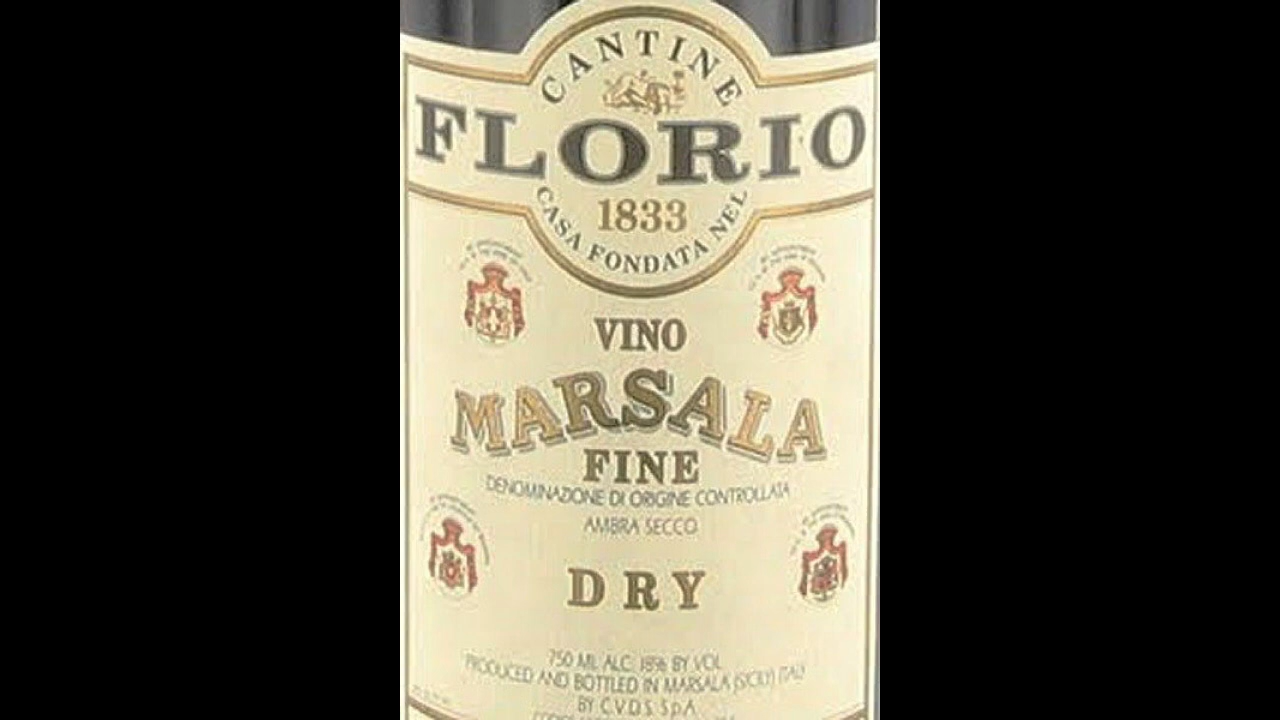 CANTINE
FLORIO
1833
CASA FONDATA NEL
VINO
MARSALA
FINE
DENOMINAZIONE DI ORIGINE CONTROLLATA
AMBRA SECCO
DRY
750 ML ALC. 18% BY VOL
PRODUCED AND BOTTLED IN MARSALA (SICILY) ITALY
BY C.V.D.S. S.p.A.